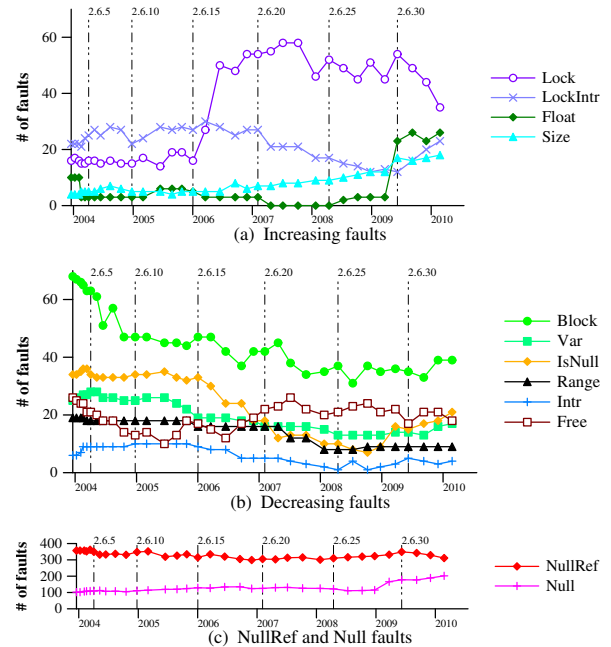 2.6.5 2.6.10 2.6.15 2.6.20 2.6.25 2.6.30
60
40
20
0
# of faults
2004 2005 2006 2007 2008 2009 2010
(a) Increasing faults
Lock
LockIntr
Float
Size
2.6.5 2.6.10 2.6.15 2.6.20 2.6.25 2.6.30
60
40
20
0
# of faults
2004 2005 2006 2007 2008 2009 2010
(b) Decreasing faults
Block
Var
IsNull
Range
Intr
Free
2.6.5 2.6.10 2.6.15 2.6.20 2.6.25 2.6.30
400
300
200
100
0
# of faults
2004 2005 2006 2007 2008 2009 2010
(c) NullRef and Null faults
NullRef
Null